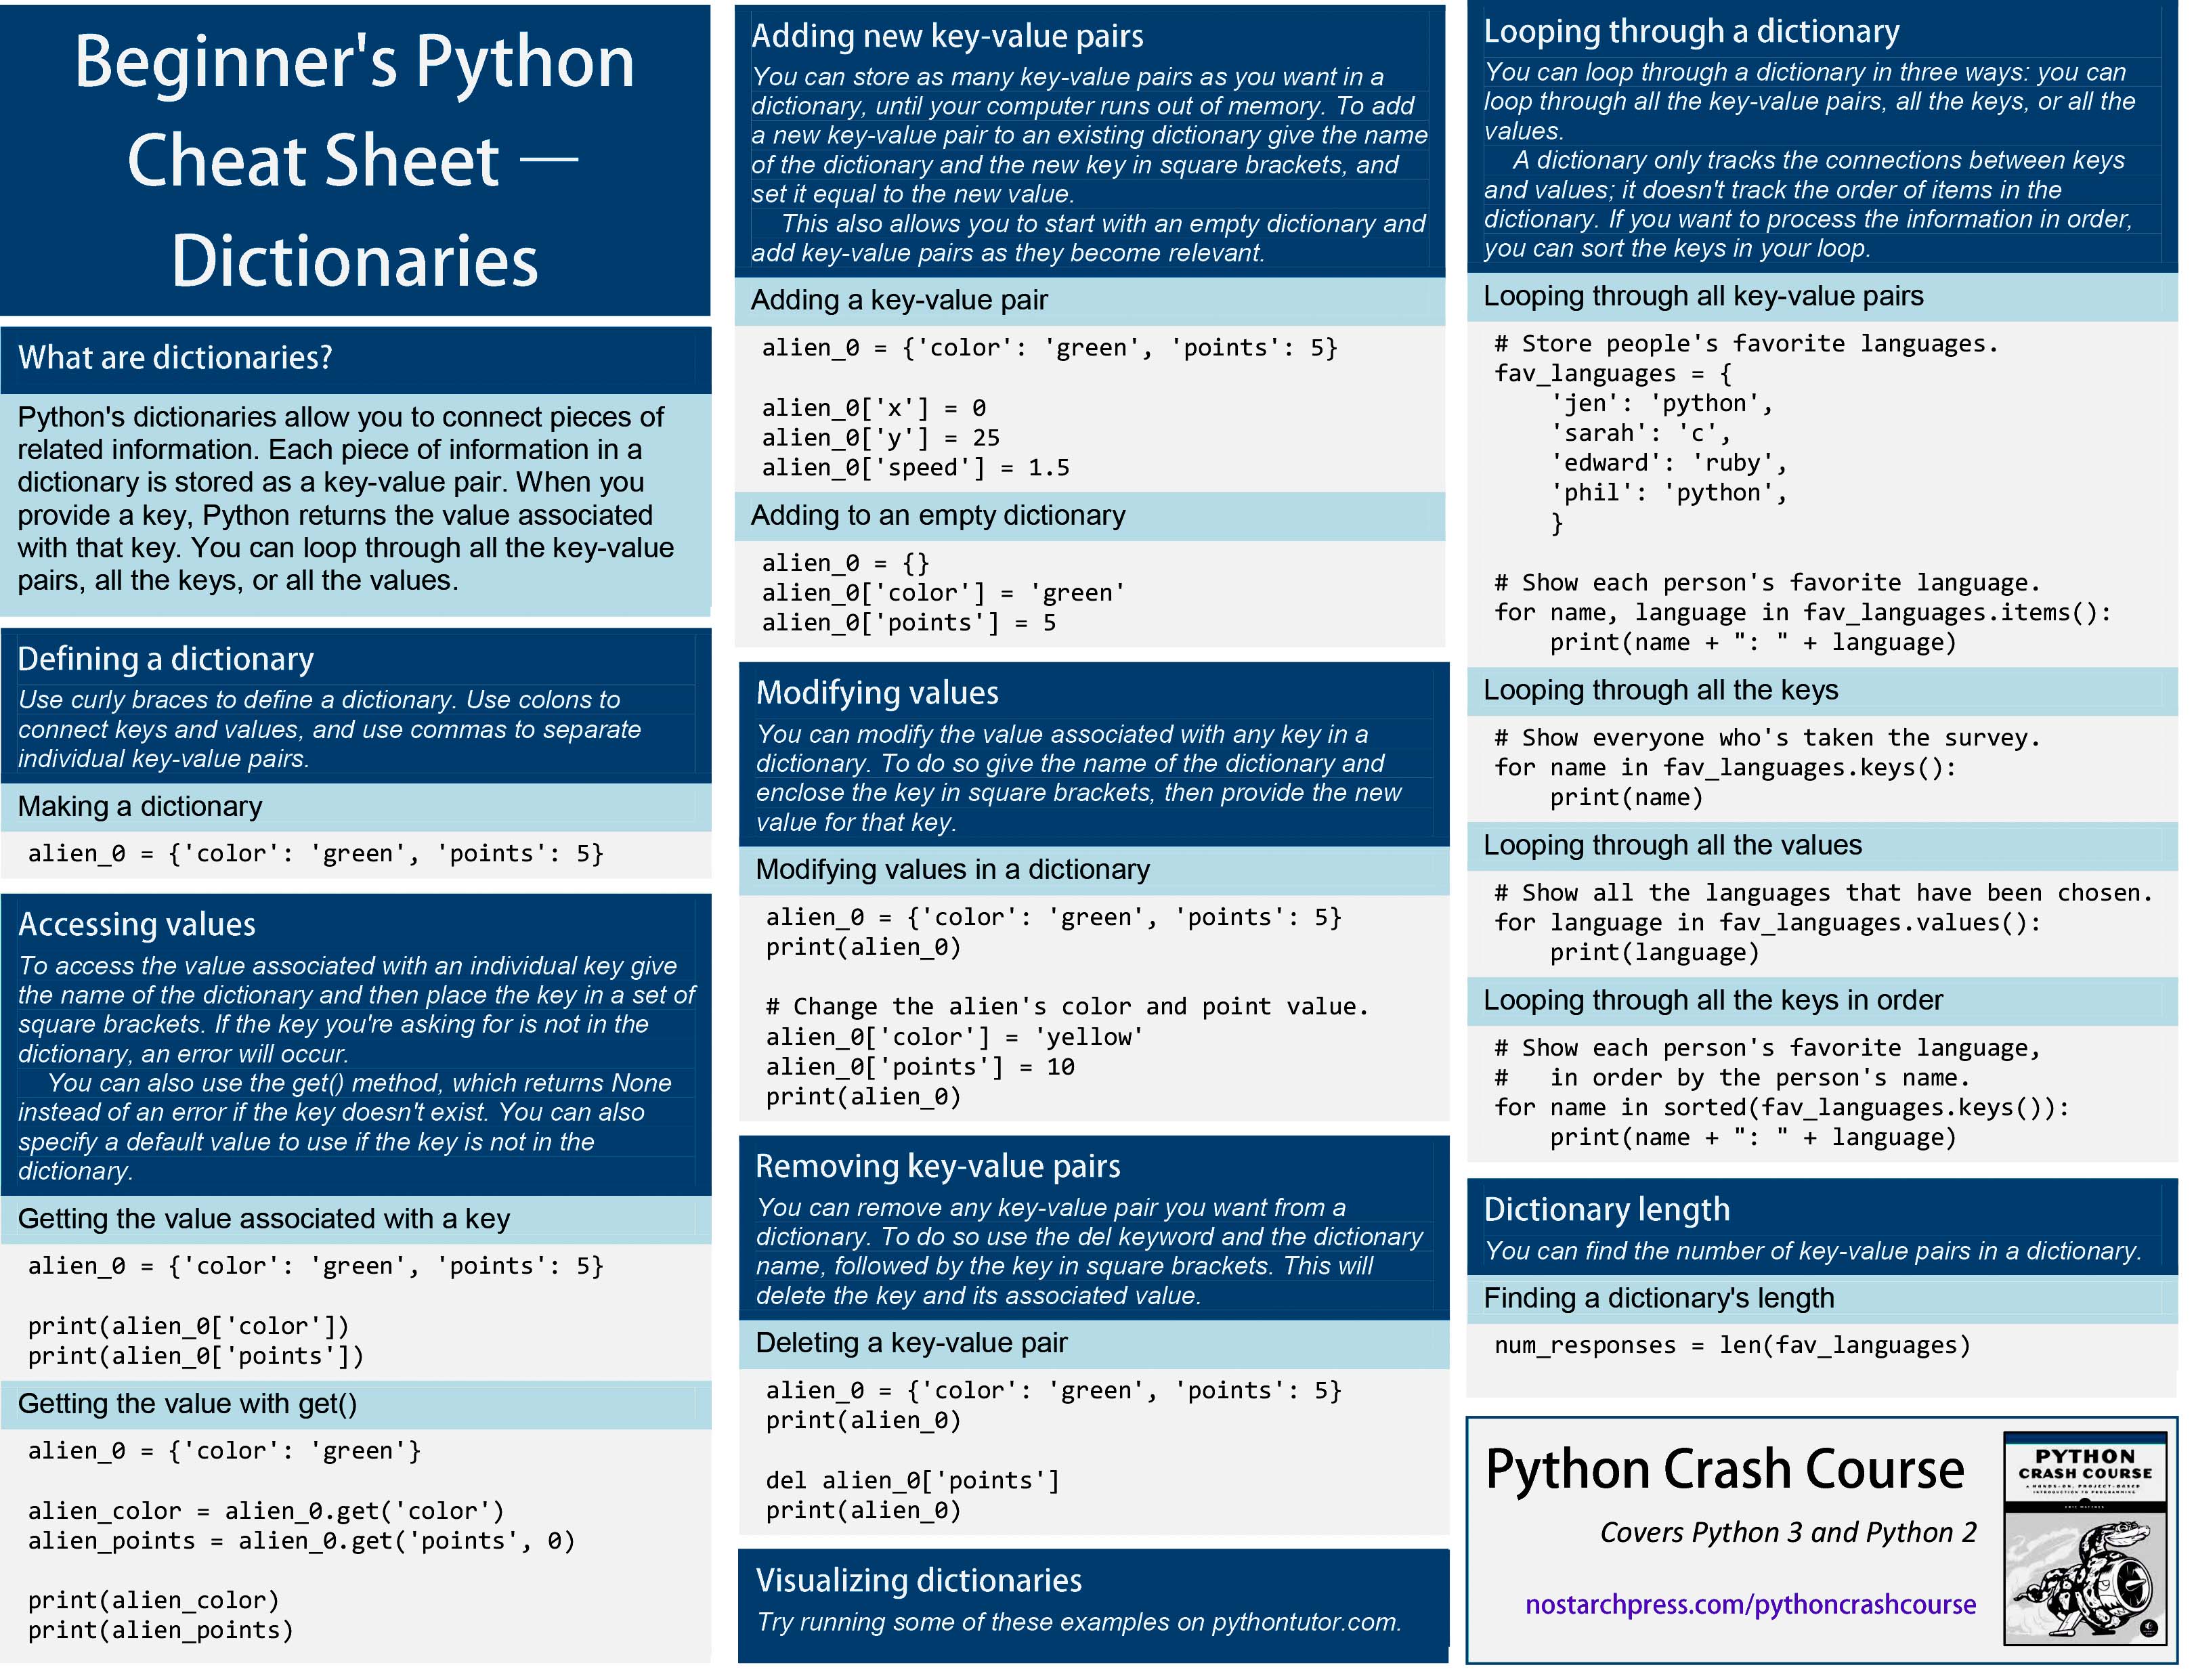 Beginner's Python
Cheat Sheet —
Dictionaries
What are dictionaries?
Python's dictionaries allow you to connect pieces of
related information. Each piece of information in a
dictionary is stored as a key-value pair. When you
provide a key, Python returns the value associated
with that key. You can loop through all the key-value
pairs, all the keys, or all the values.
Defining a dictionary
Use curly braces to define a dictionary. Use colons to
connect keys and values, and use commas to separate
individual key-value pairs.
Making a dictionary
alien_0 = {'color': 'green', 'points': 5}
Accessing values
To access the value associated with an individual key give
the name of the dictionary and then place the key in a set of
square brackets. If the key you're asking for is not in the
dictionary, an error will occur.
You can also use the get() method, which returns None
instead of an error if the key doesn't exist. You can also
specify a default value to use if the key is not in the
dictionary.
Getting the value associated with a key
alien_0 = {'color': 'green', 'points': 5}
print(alien_0['color'])
print(alien_0['points'])
Getting the value with get()
alien_0 = {'color': 'green'}
alien_color = alien_0.get('color')
alien_points = alien_0.get('points', 0)
print(alien_color)
print(alien_points)
Adding new key-value pairs
You can store as many key-value pairs as you want in a
dictionary, until your computer runs out of memory. To add
a new key-value pair to an existing dictionary give the name
of the dictionary and the new key in square brackets, and
set it equal to the new value.
This also allows you to start with an empty dictionary and
add key-value pairs as they become relevant.
Adding a key-value pair
alien_0 = {'color': 'green', 'points': 5}
alien_0['x'] = 0
alien_0['y'] = 25
alien_0['speed'] = 1.5
Adding to an empty dictionary
alien_0 = {}
alien_0['color'] = 'green'
alien_0['points'] = 5
Modifying values
You can modify the value associated with any key in a
dictionary. To do so give the name of the dictionary and
enclose the key in square brackets, then provide the new
value for that key.
Modifying values in a dictionary
alien_0 = {'color': 'green', 'points': 5}
print(alien_0)
# Change the alien's color and point value.
alien_0['color'] = 'yellow'
alien_0['points'] = 10
print(alien_0)
Removing key-value pairs
You can remove any key-value pair you want from a
dictionary. To do so use the del keyword and the dictionary
name, followed by the key in square brackets. This will
delete the key and its associated value.
Deleting a key-value pair
alien_0 = {'color': 'green', 'points': 5}
print(alien_0)
del alien_0['points']
print(alien_0)
Visualizing dictionaries
Try running some of these examples on pythontutor.com.
Looping through a dictionary
You can loop through a dictionary in three ways: you can
loop through all the key-value pairs, all the keys, or all the
values.
A dictionary only tracks the connections between keys
and values; it doesn't track the order of items in the
dictionary. If you want to process the information in order,
you can sort the keys in your loop.
Looping through all key-value pairs
# Store people's favorite languages.
fav_languages = {
'jen': 'python',
'sarah': 'c',
'edward': 'ruby',
'phil': 'python',
}
# Show each person's favorite language.
for name, language in fav_languages.items():
print(name + ": " + language)
Looping through all the keys
# Show everyone who's taken the survey.
for name in fav_languages.keys():
print(name)
Looping through all the values
# Show all the languages that have been chosen.
for language in fav_languages.values():
print(language)
Looping through all the keys in order
# Show each person's favorite language,
#   in order by the person's name.
for name in sorted(fav_languages.keys()):
print(name + ": " + language)
Dictionary length
You can find the number of key-value pairs in a dictionary.
Finding a dictionary's length
num_responses = len(fav_languages)
Python Crash Course
Covers Python 3 and Python 2
nostarchpress.com/pythoncrashcourse
PYTHON
CRASH COURSE
A HANDS-ON, PROJECT-BASED
INTRODUCTION TO PROGRAMMING
ERIC MATTHES